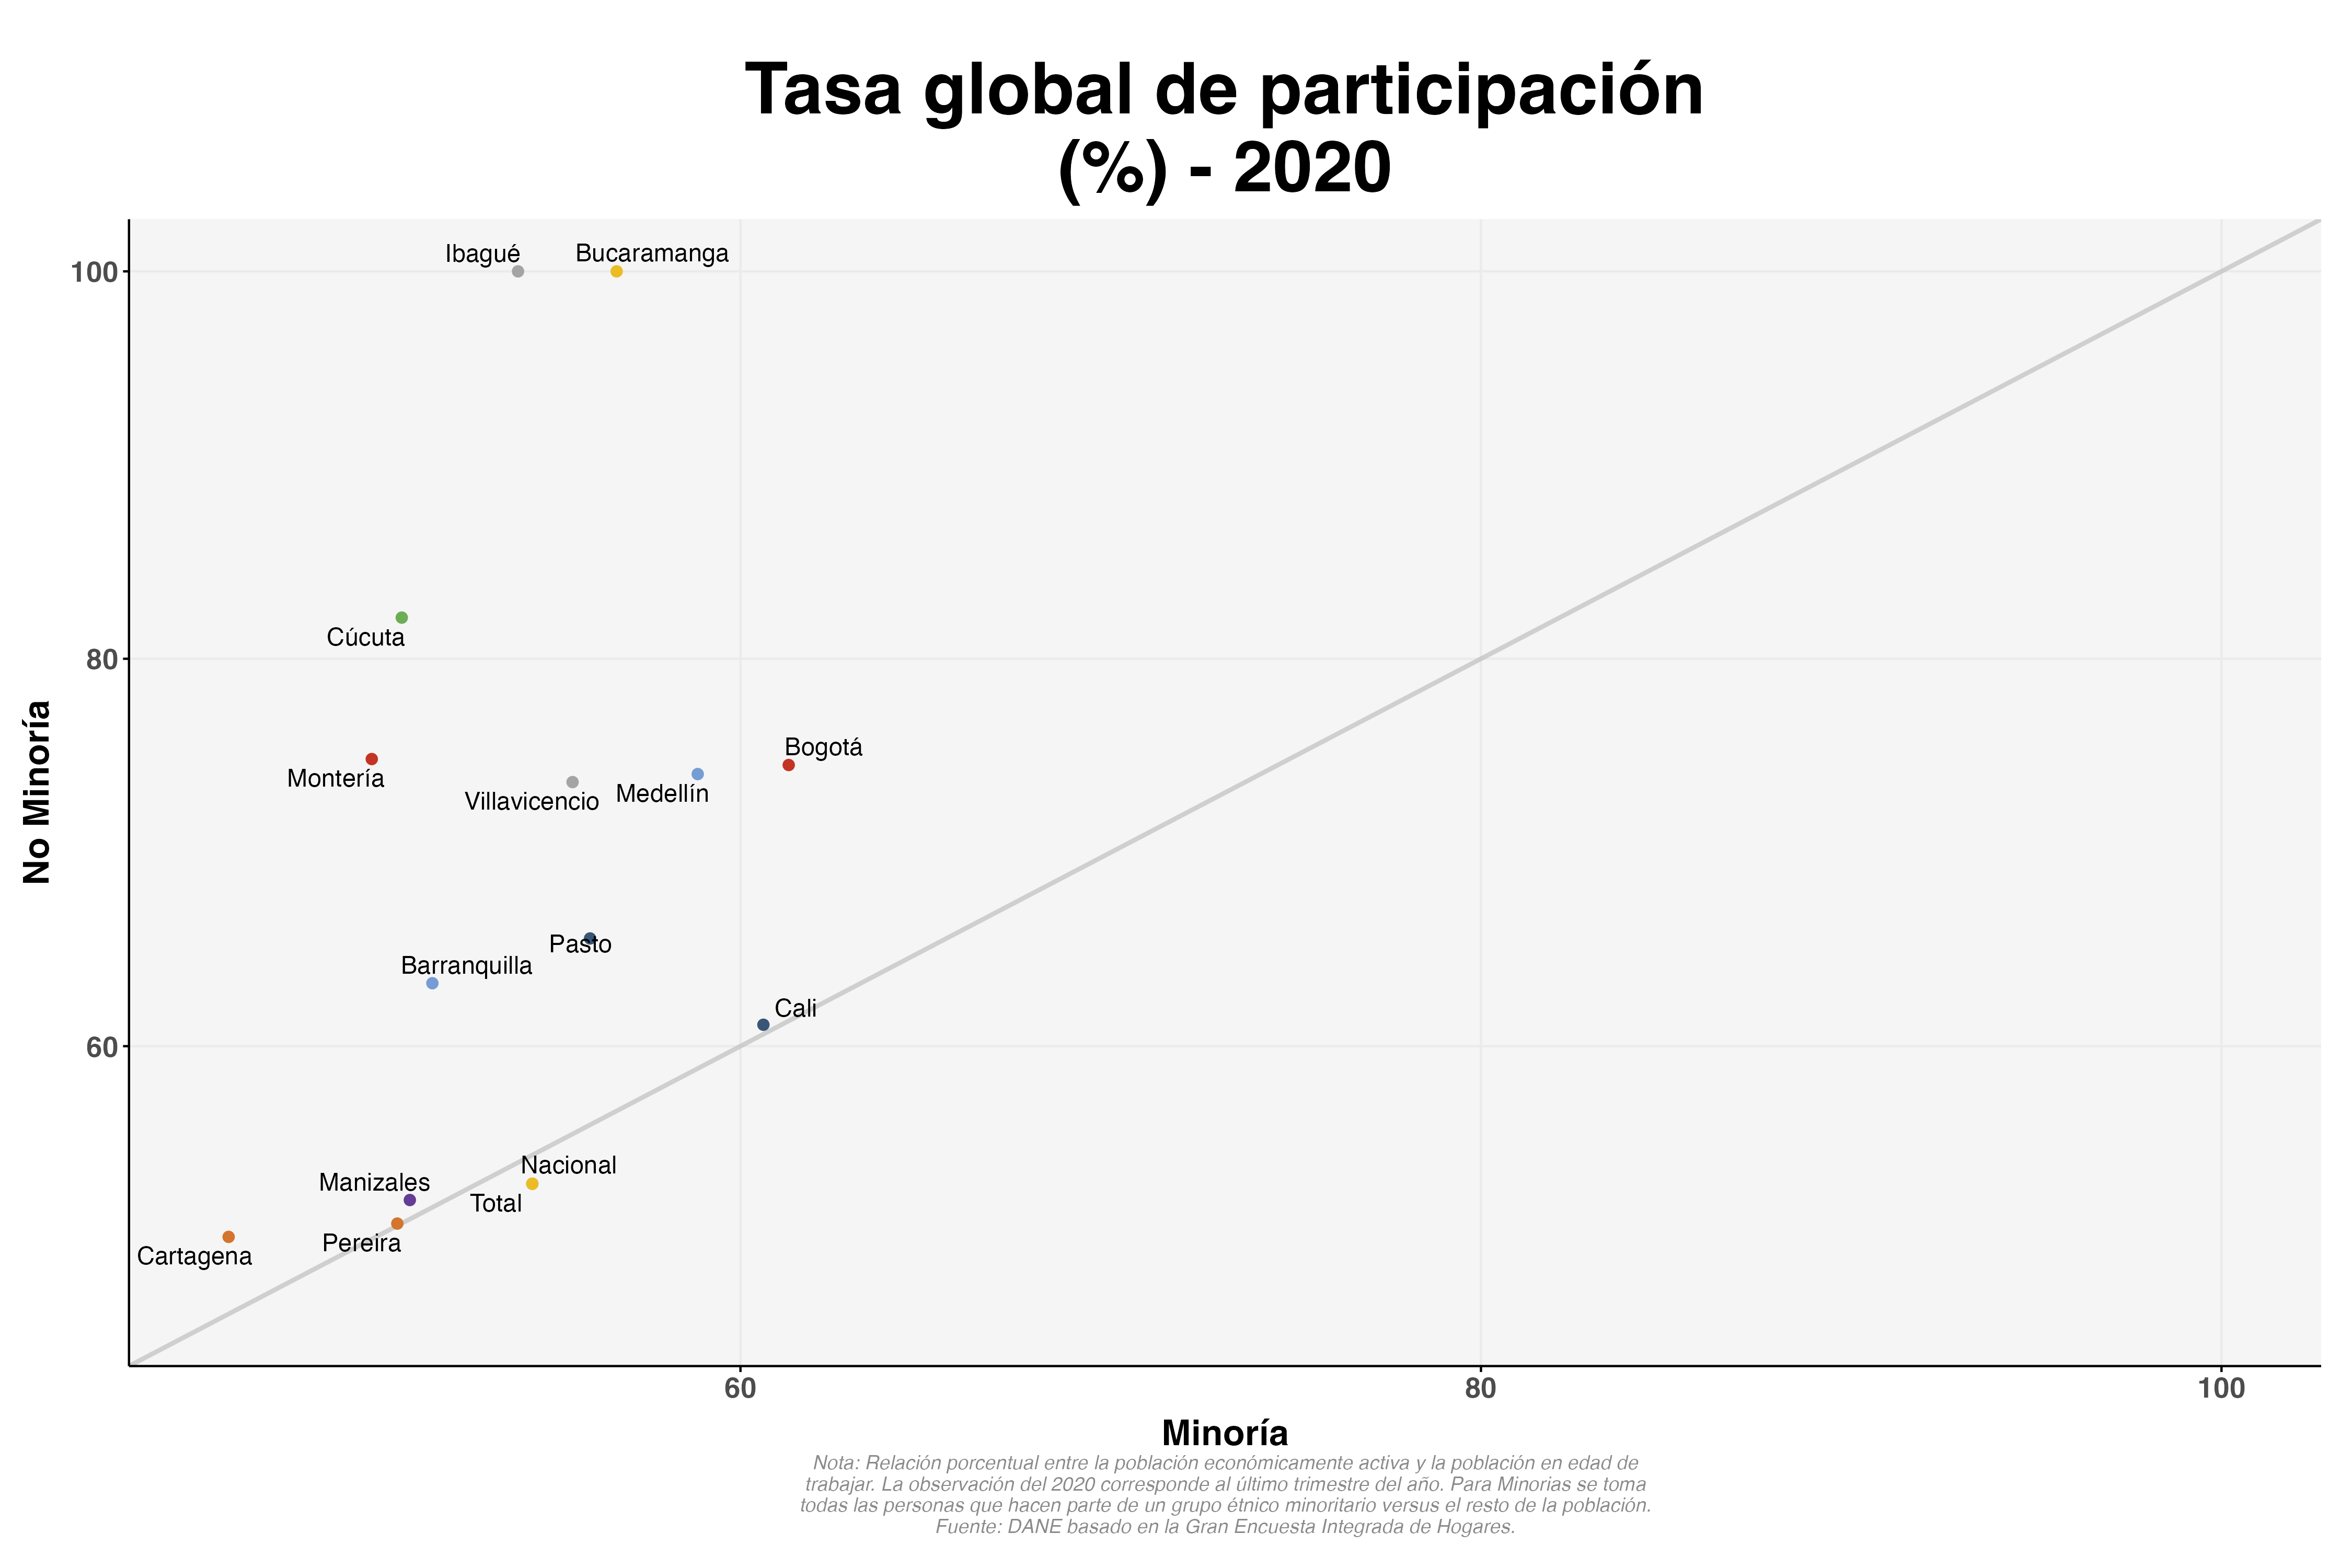 Tasa global de participación
(%) - 2020
Ibagué
Bucaramanga
100
Cúcuta
80
Bogotá
Montería
Villavicencio
Medellín
No Minoría
Pasto
Barranquilla
Cali
60
Nacional
Manizales
Total
Pereira
Cartagena
60
80
100
Minoría
Nota: Relación porcentual entre la población económicamente activa y la población en edad de
trabajar. La observación del 2020 corresponde al último trimestre del año. Para Minorias se toma
todas las personas que hacen parte de un grupo étnico minoritario versus el resto de la población.
Fuente: DANE basado en la Gran Encuesta Integrada de Hogares.